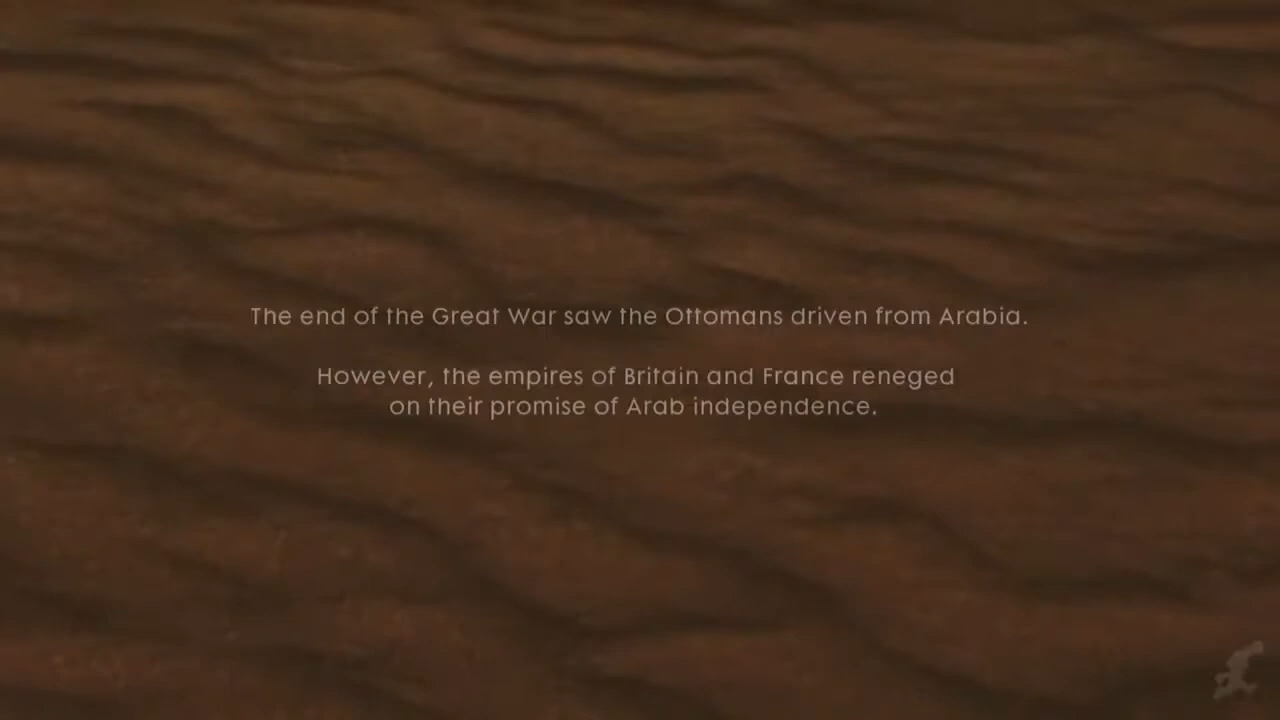 The end of the Great War saw the Ottomans driven from Arabia.
However, the empires of Britain and France reneged
on their promise of Arab independence.